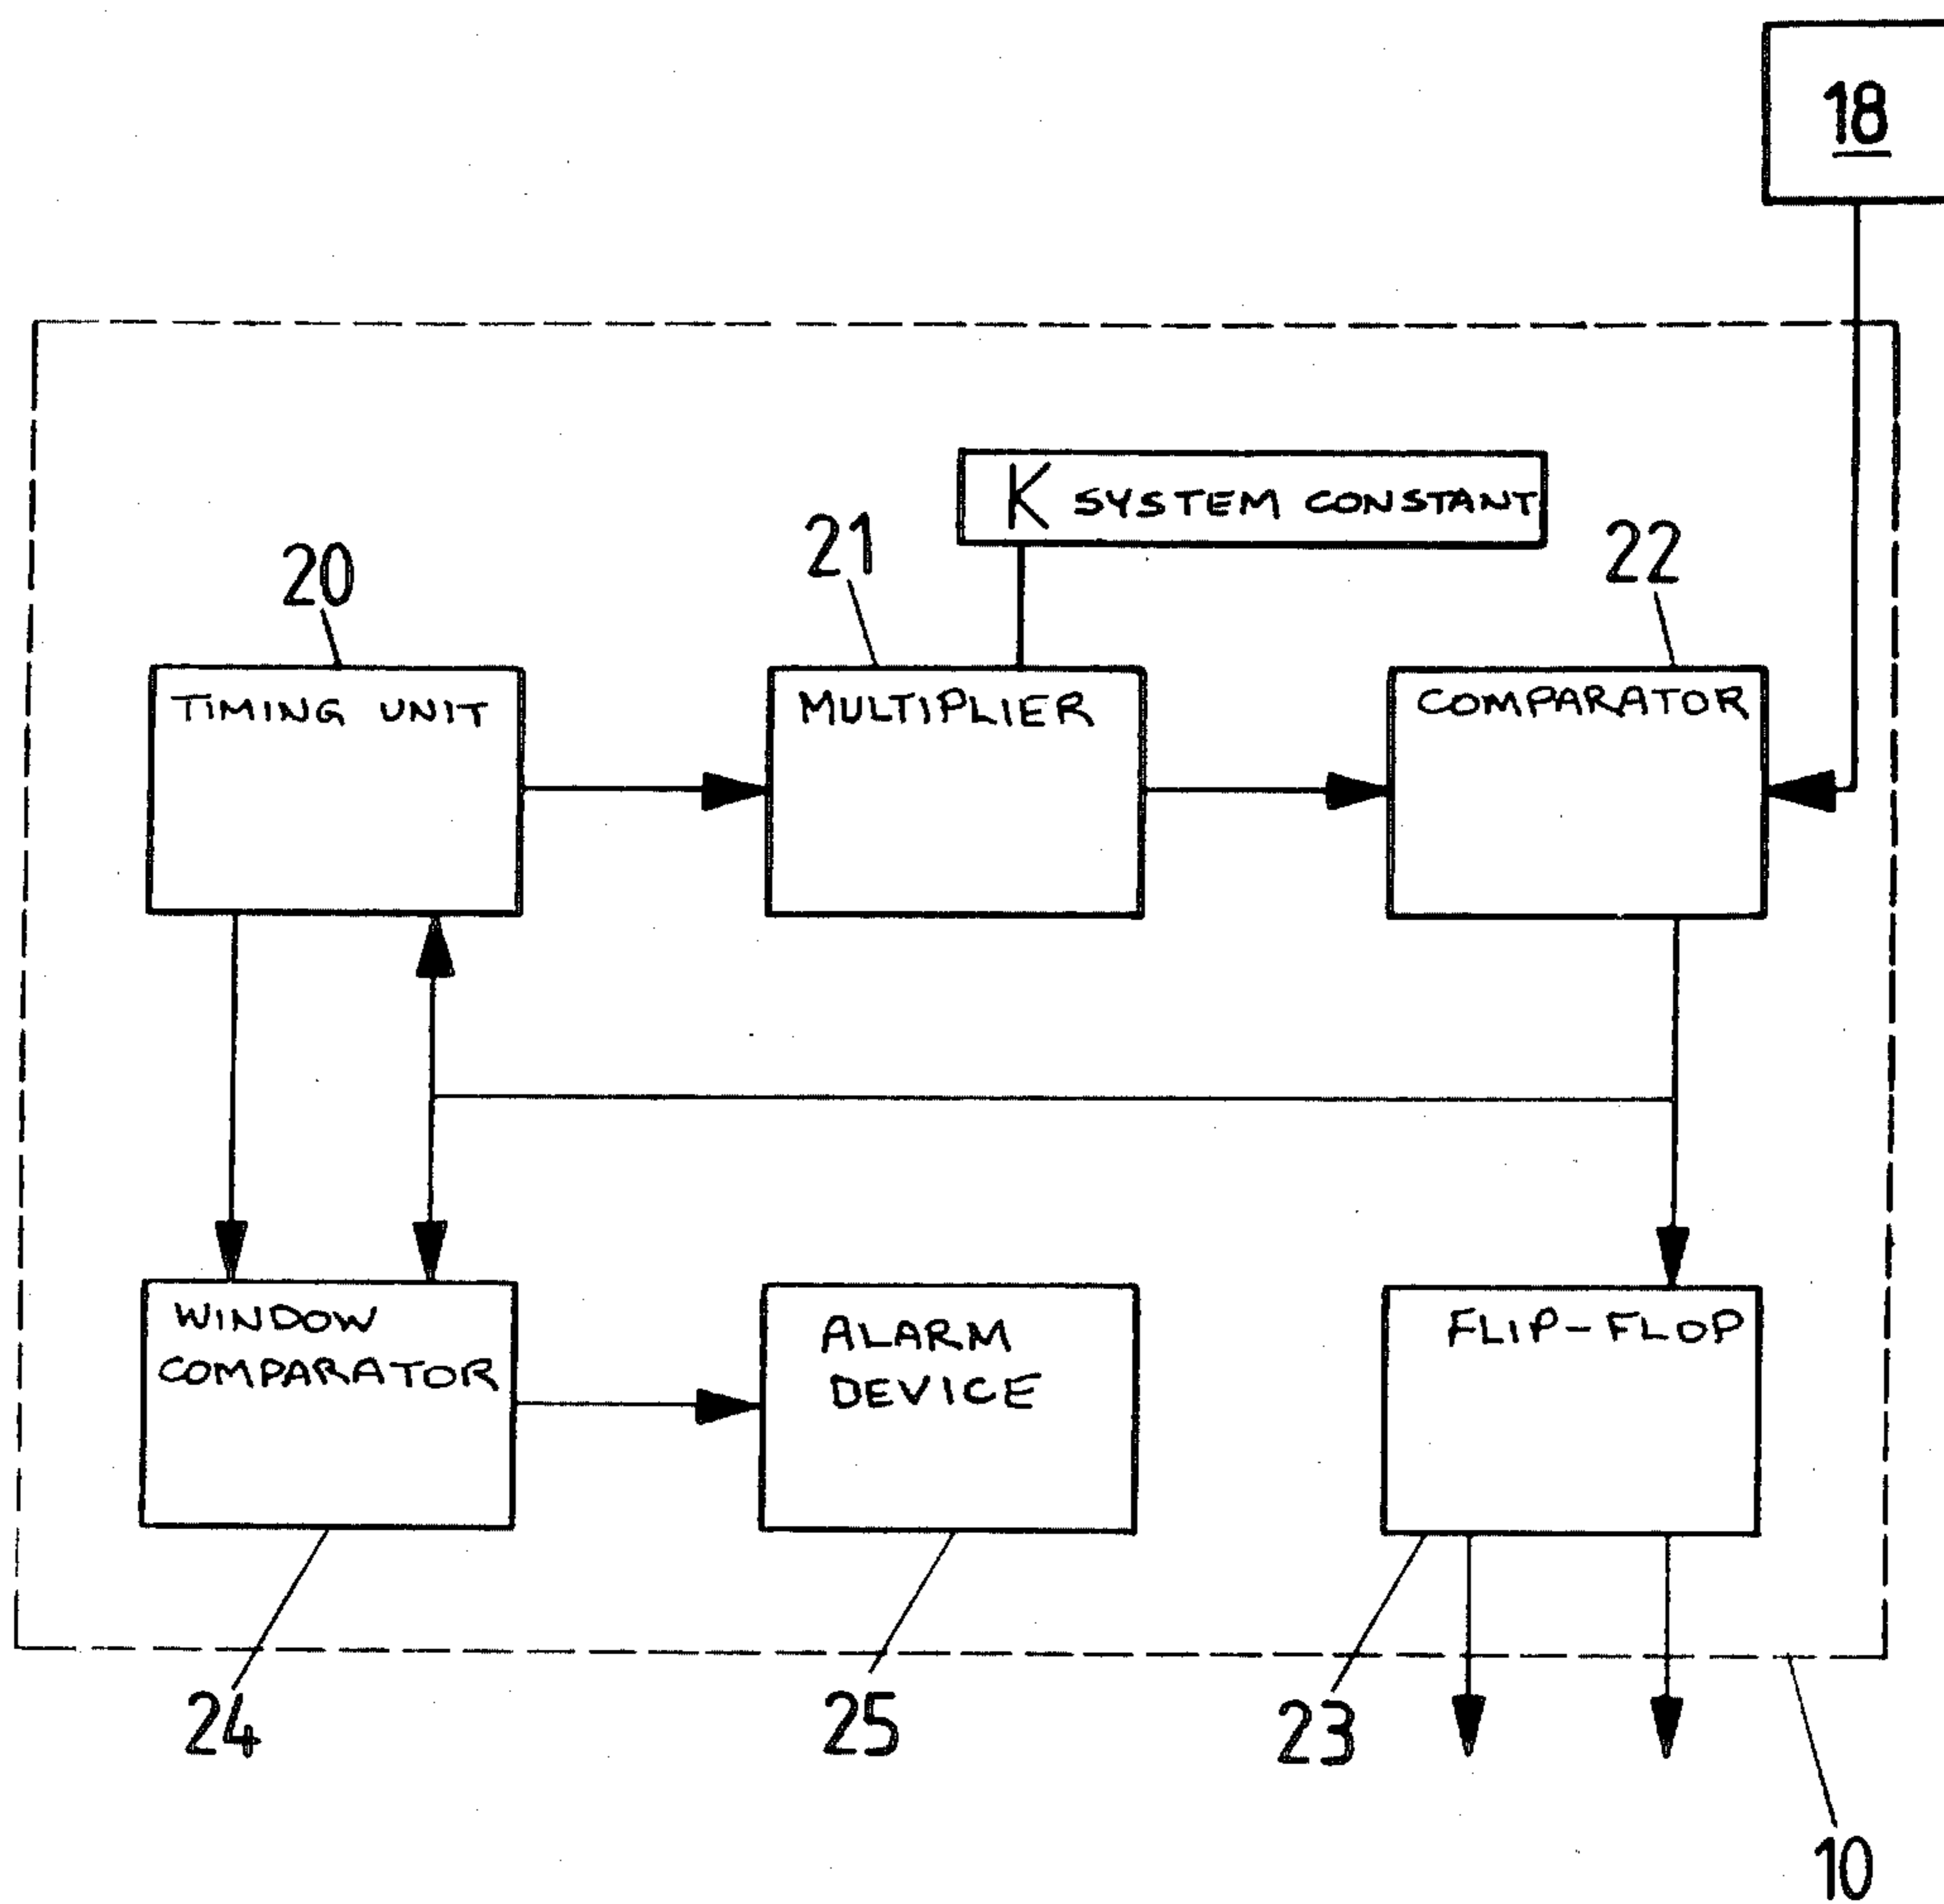 18
K SYSTEM CONSTANT
20
21
22
TIMING UNIT
MULTIPLIER
COMPARATOR
WINDOW
COMPARATOR
ALARM
DEVICE
FLIP-FLOP
24
25
23
10